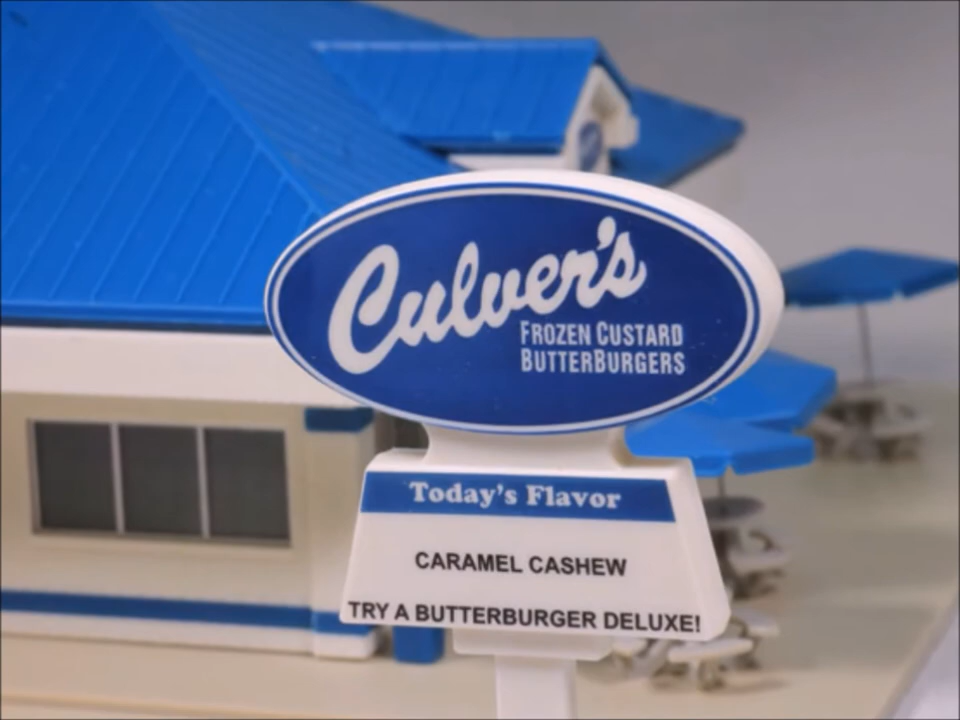 Culver's
FROZEN CUSTARD
BUTTERBURGERS
Today's Flavor
CARAMEL CASHEW
TRY A BUTTERBURGER DELUXE!